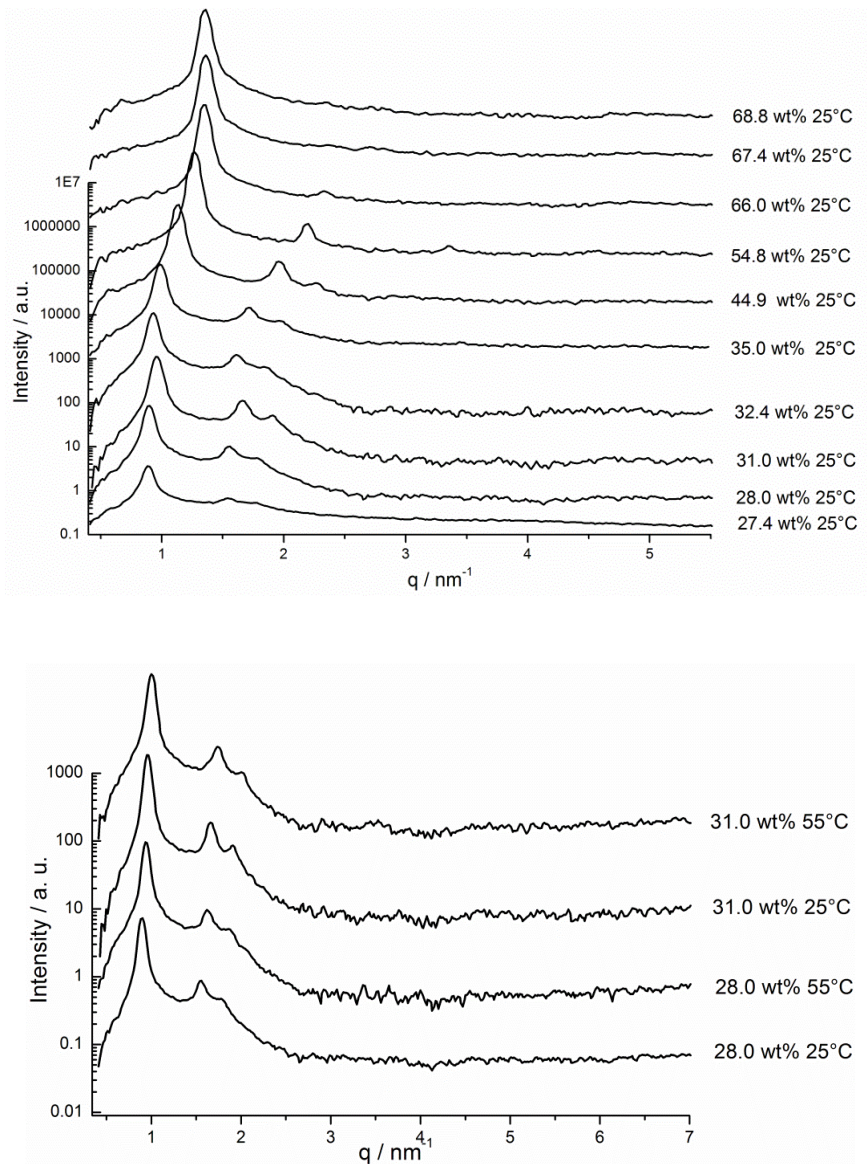 68.8 wt% 25°C
67.4 wt% 25°C
1E7
66.0 wt% 25°C
1000000
54.8 wt% 25°C
100000
44.9 wt% 25°C
10000
35.0 wt% 25°C
1000
32.4 wt% 25°C
100
31.0 wt% 25°C
10
28.0 wt% 25°C
1
27.4 wt% 25°C
0.1
Intensity / a.u.
1 2 3 4 5
q / nm-1
1000
31.0 wt% 55°C
100
31.0 wt% 25°C
10
28.0 wt% 55°C
1
28.0 wt% 25°C
0.1
0.01
Intensity / a. u.
1 2 3 4 5 6 7
q / nm-1